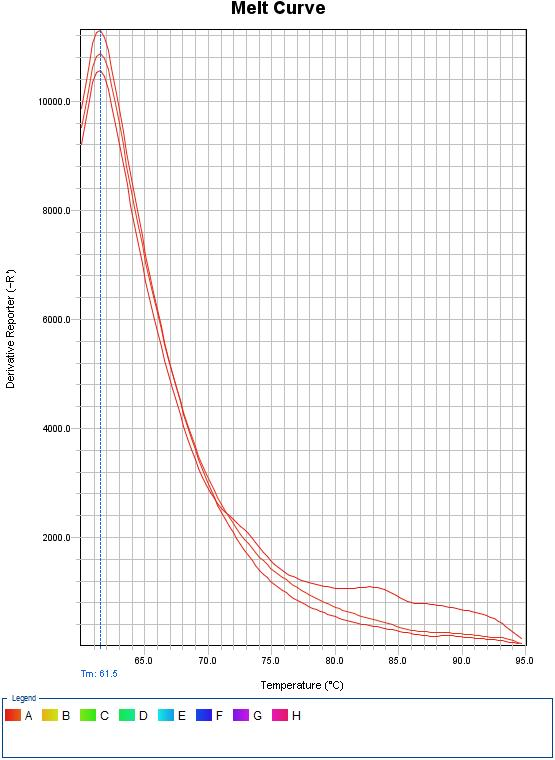 Melt Curve
10000.0
8000.0
6000.0
4000.0
2000.0
Derivative Reporter (-R')
65.0 70.0 75.0 80.0 85.0 90.0 95.0
Tm: 61.5
Temperature (°C)
Legend
A B C D E F G H